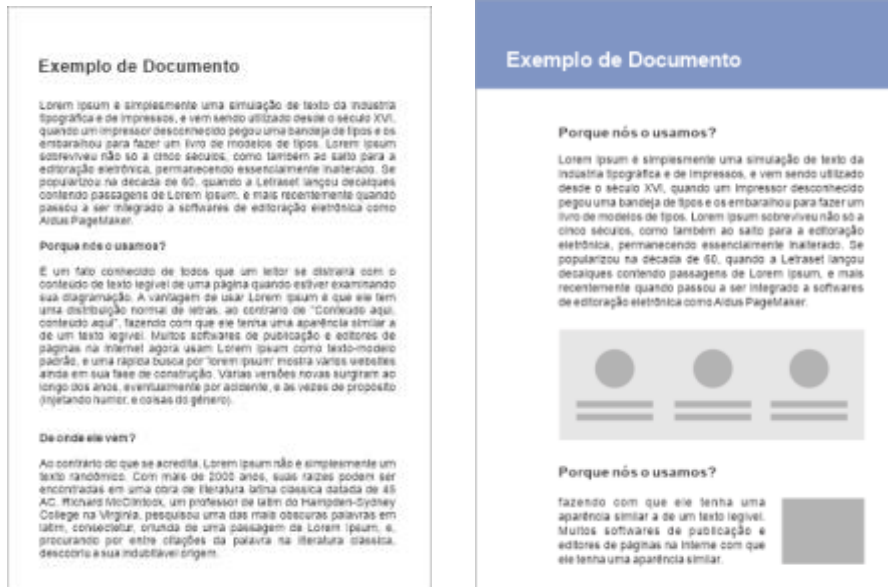 Exemplo de Documento
Lorem Ipsum é simplesmente uma simulação de texto da indústria
tipográfica e de impressos, e vem sendo utilizado desde o século XVI,
quando um impressor desconhecido pegou uma bandeja de tipos e os
embaralhou para fazer um livro de modelos de tipos. Lorem Ipsum
sobreviveu não só a cinco séculos, como também ao salto para a
editoração eletrônica, permanecendo essencialmente inalterado. Se
popularizou na década de 60, quando a Letraset lançou decalques
contendo passagens de Lorem Ipsum, e mais recentemente quando
passou a ser integrado a softwares de editoração eletrônica como
Aldus PageMaker.
Porque nós o usamos?
É um fato conhecido de todos que um leitor se distrairá com o
conteúdo de texto legível de uma página quando estiver examinando
sua diagramação. A vantagem de usar Lorem Ipsum é que ele tem
uma distribuição normal de letras, ao contrário de "Conteúdo aqui,
conteúdo aqui", fazendo com que ele tenha uma aparência similar a
de um texto legível. Muitos softwares de publicação e editores de
páginas na internet agora usam Lorem Ipsum como texto-modelo
padrão, e uma rápida busca por 'lorem ipsum' mostra vários websites
ainda em sua fase de construção. Várias versões novas surgiram ao
longo dos anos, eventualmente por acidente, e às vezes de propósito
(injetando humor, e coisas do gênero).
De onde ele vem?
Ao contrário do que se acredita, Lorem Ipsum não é simplesmente um
texto randômico. Com mais de 2000 anos, suas raízes podem ser
encontradas em uma obra de literatura latina clássica datada de 45
AC. Richard McClintock, um professor de latim do Hampden-Sydney
College na Virginia, pesquisou uma das mais obscuras palavras em
latim, consectetur, oriunda de uma passagem de Lorem Ipsum, e,
procurando por entre citações da palavra na literatura clássica,
descobriu a sua indubitável origem.
Exemplo de Documento
Porque nós o usamos?
Lorem Ipsum é simplesmente uma simulação de texto da
indústria tipográfica e de impressos, e vem sendo utilizado
desde o século XVI, quando um impressor desconhecido
pegou uma bandeja de tipos e os embaralhou para fazer um
livro de modelos de tipos. Lorem Ipsum sobreviveu não só a
cinco séculos, como também ao salto para a editoração
eletrônica, permanecendo essencialmente inalterado. Se
popularizou na década de 60, quando a Letraset lançou
decalques contendo passagens de Lorem Ipsum, e mais
recentemente quando passou a ser integrado a softwares
de editoração eletrônica como Aldus PageMaker.
Porque nós o usamos?
fazendo com que ele tenha uma
aparência similar a de um texto legível.
Muitos softwares de publicação e
editores de páginas na interne com que
ele tenha uma aparência similar.